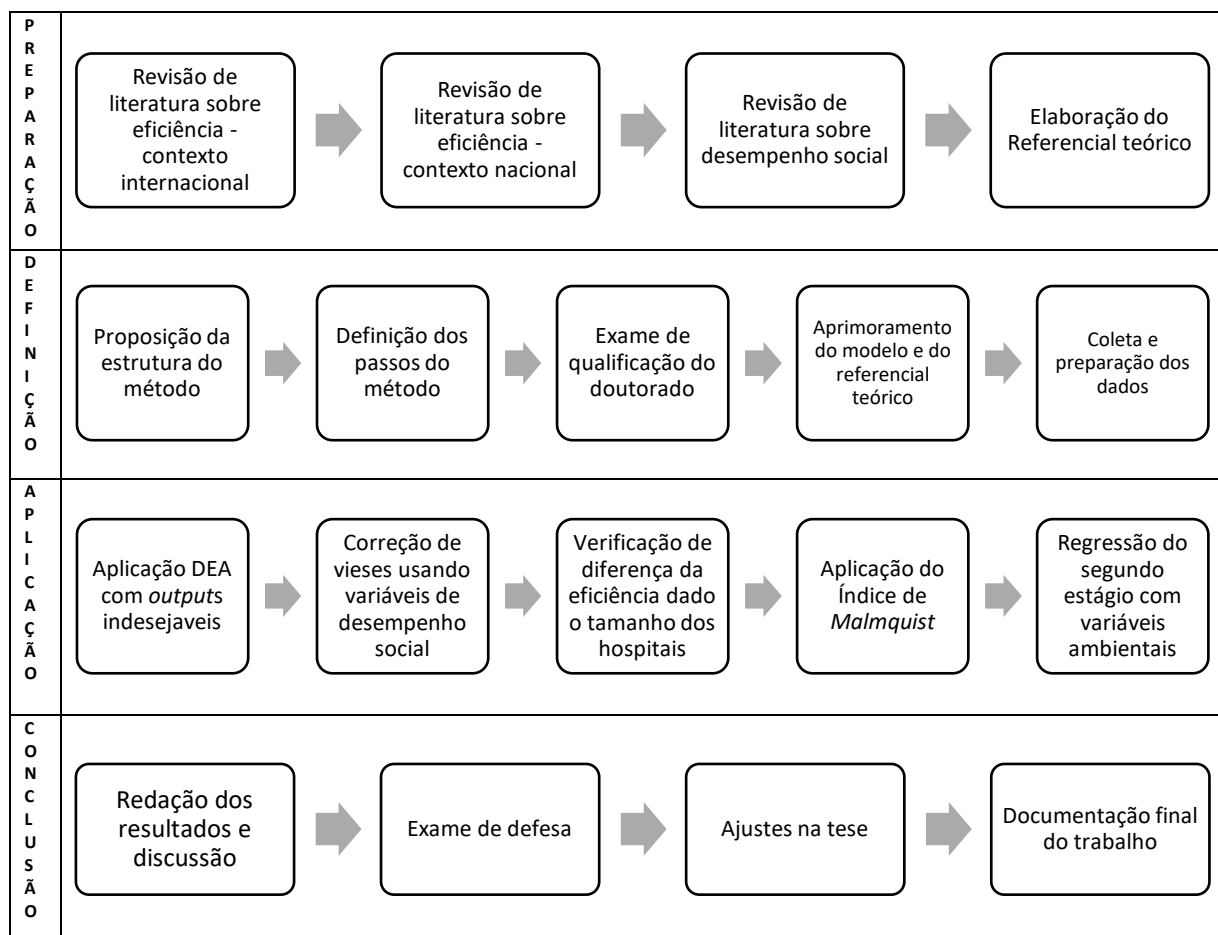 PREPARAÇÃO
Revisão de
literatura sobre
eficiência -
contexto
internacional
Revisão de
literatura sobre
eficiência -
contexto nacional
Revisão de
literatura sobre
desempenho social
Elaboração do
Referencial teórico
DEFINIÇÃO
Proposição da
estrutura do
método
Definição dos
passos do
método
Exame de
qualificação do
doutorado
Aprimoramento
do modelo e do
referencial
teórico
Coleta e
preparação dos
dados
APLICAÇÃO
Aplicação DEA
com outputs
indesejaveis
Correção de
vieses usando
variáveis de
desempenho
social
Verificação de
diferença da
eficiência dado
o tamanho dos
hospitais
Aplicação do
Índice de
Malmquist
Regressão do
segundo
estágio com
variáveis
ambientais
CONCLUSÃO
Redação dos
resultados e
discussão
Exame de defesa
Ajustes na tese
Documentação final
do trabalho